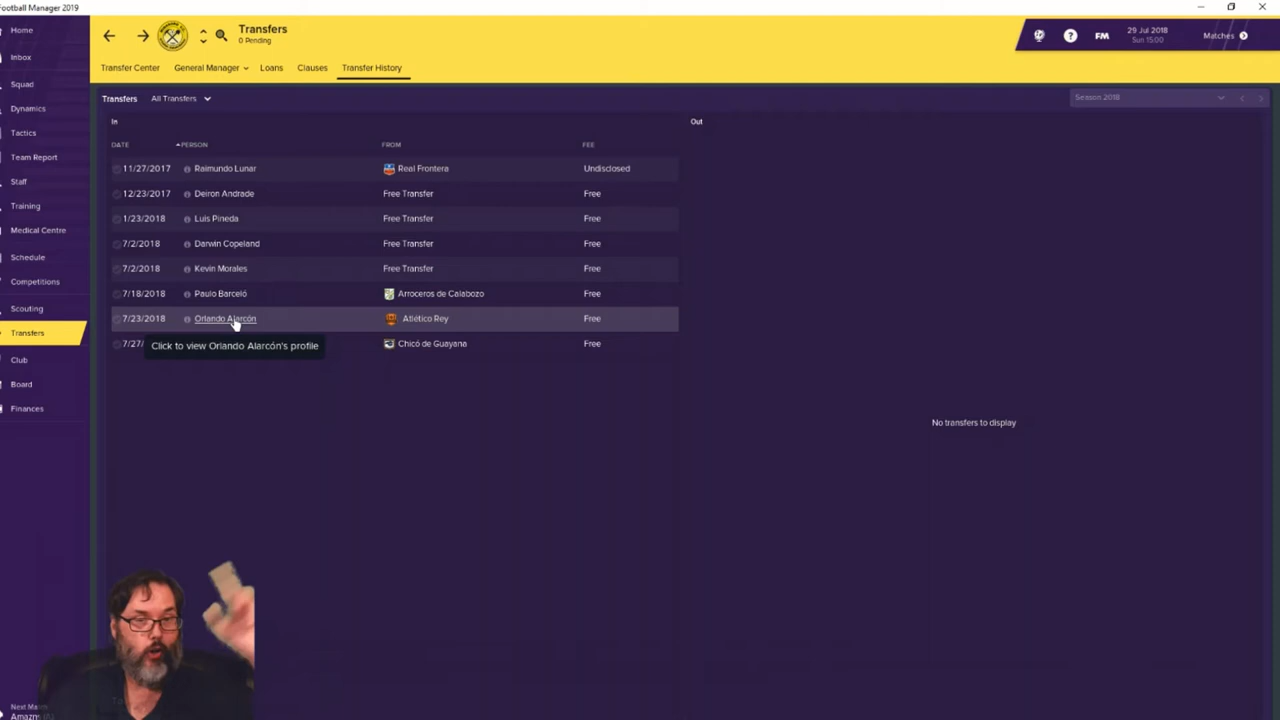 Football Manager 2019
Home
Inbox
Squad
Dynamics
Tactics
Team Report
Staff
Training
Medical Centre
Schedule
Competitions
Scouting
Transfers
Club
Board
Finances
Next Ma
Transfers
0 Pending
FM
29 Jul 2018
Sun 15:00
Matches
Transfer Center
General Manager
Loans
Clauses
Transfer History
Transfers All Transfers
Season 2018
In
Out
DATE PERSON FROM FEE
11/27/2017 Raimundo Lunar Real Frontera Undisclosed
12/23/2017 Deiron Andrade Free Transfer Free
1/23/2018 Luis Pineda Free Transfer Free
7/2/2018 Darwin Copeland Free Transfer Free
7/2/2018 Kevin Morales Free Transfer Free
7/18/2018 Paulo Barceló Arroceros de Calabozo Free
7/23/2018 Orlando Alarcón Atlético Rey Free
7/27/ Chicó de Guayana Free
Click to view Orlando Alarcón's profile
No transfers to display